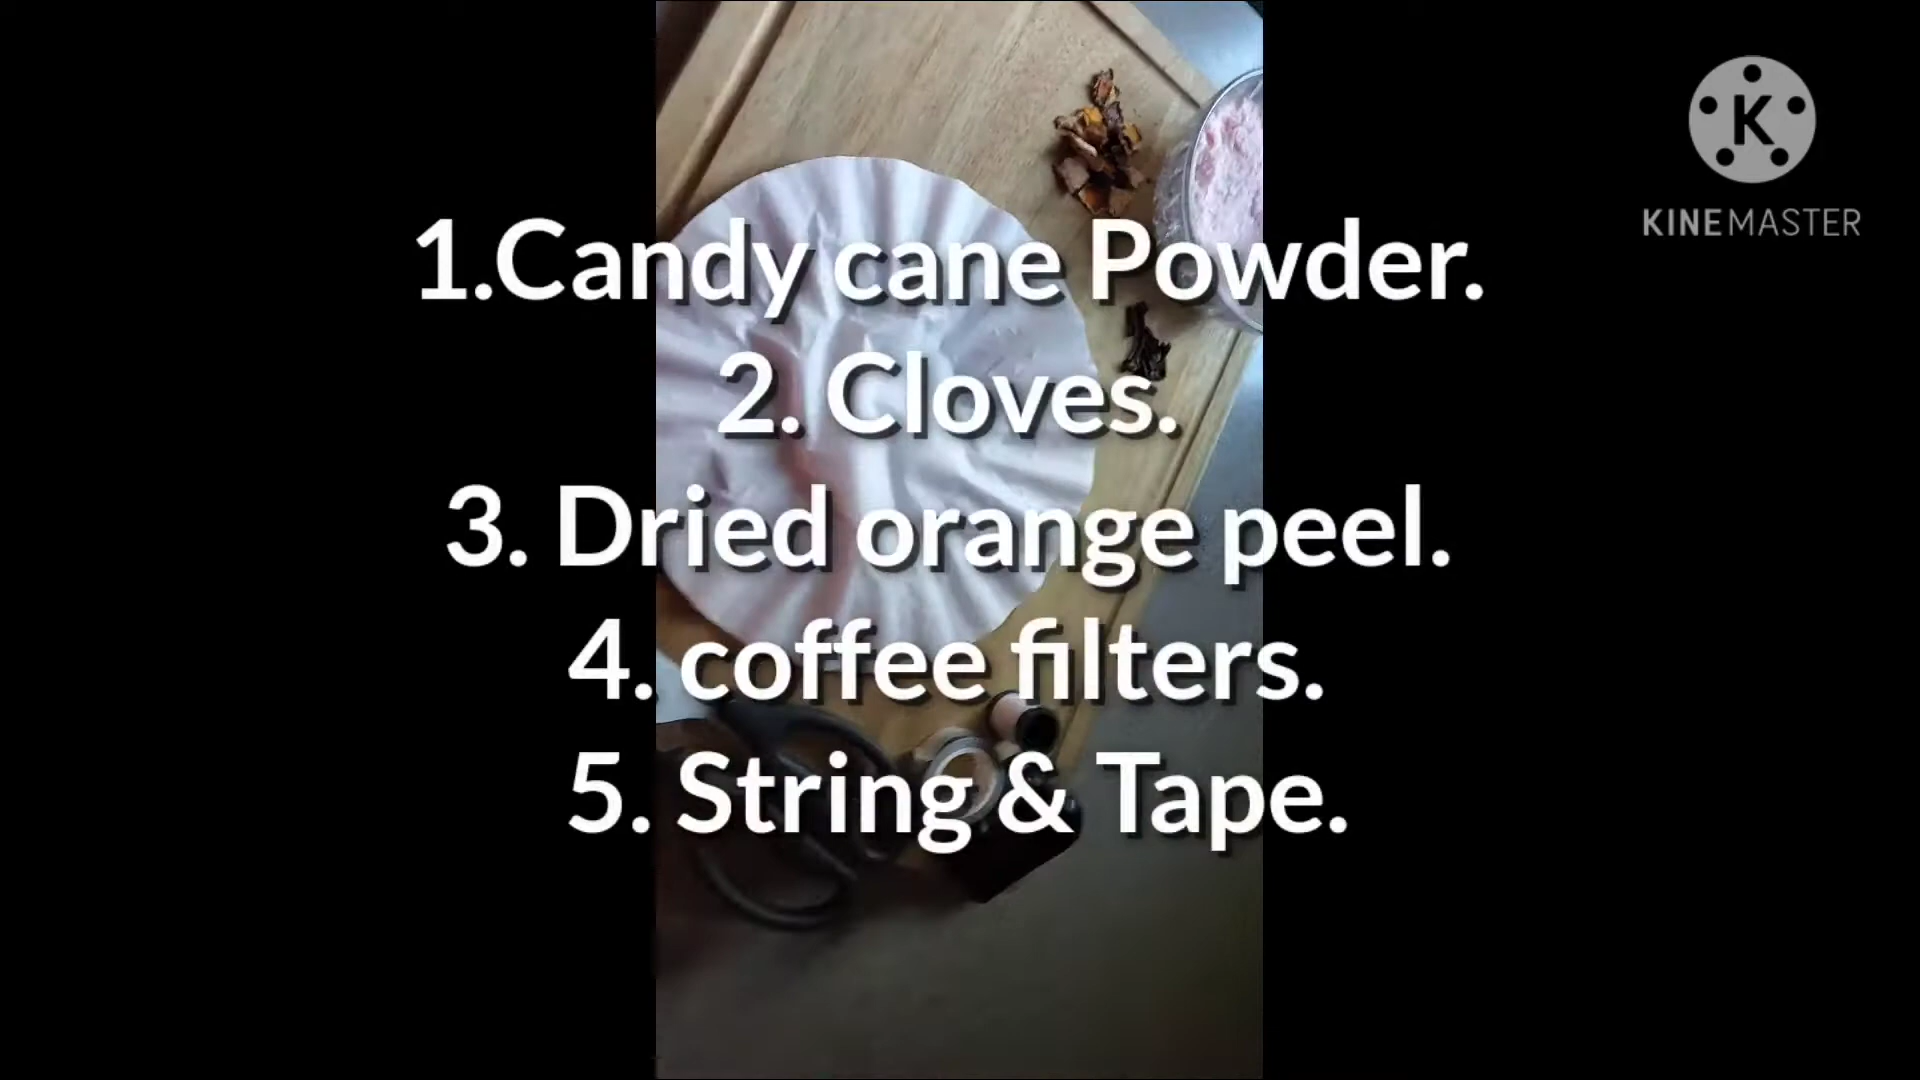 K
KINEMASTER
1.Candy cane Powder.
2. Cloves.
3. Dried orange peel.
4. coffee filters.
5. String & Tape.